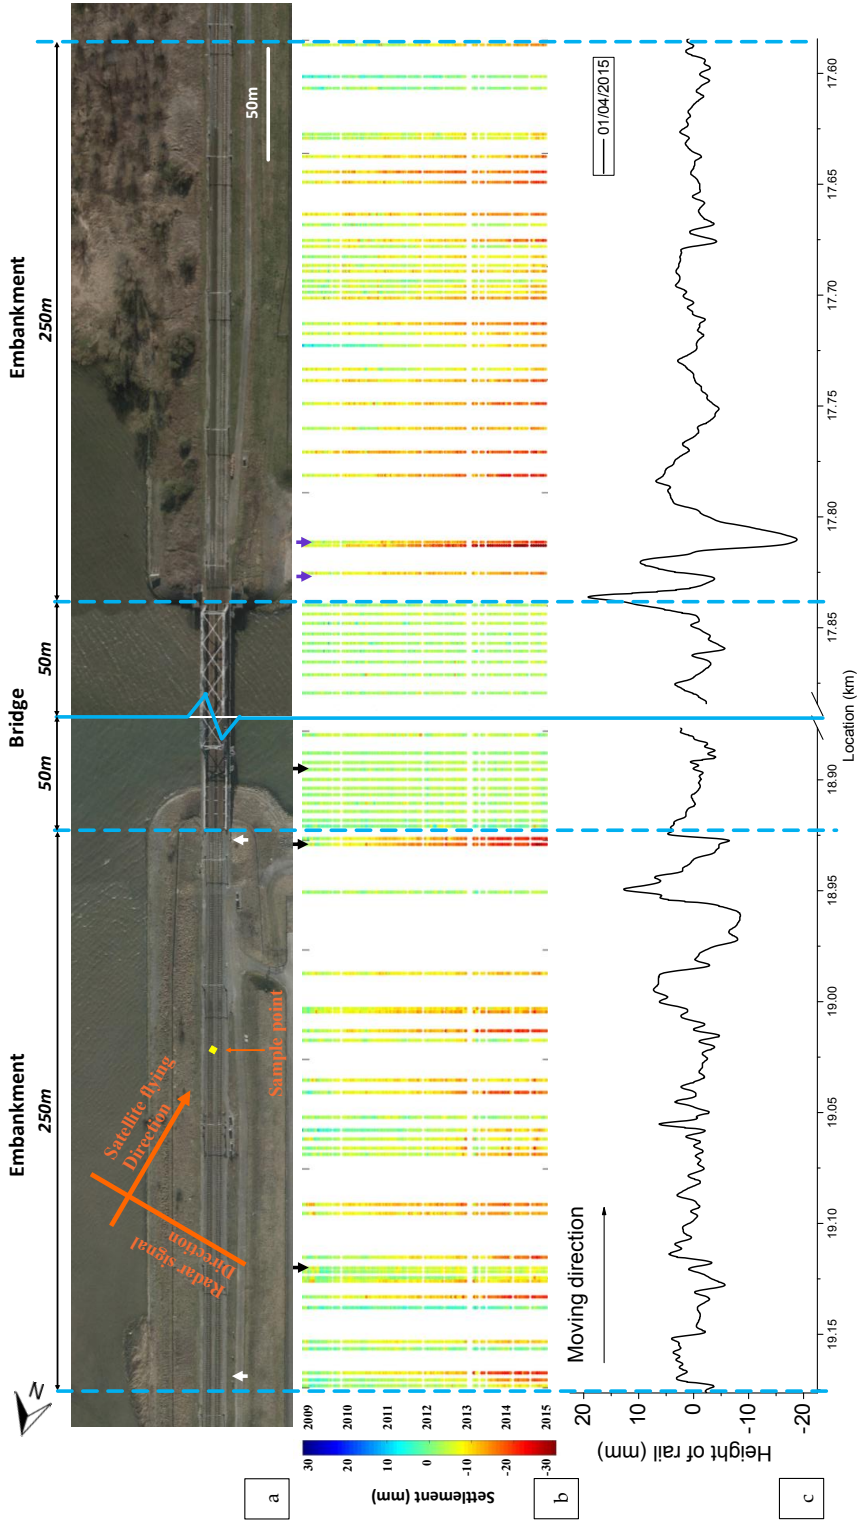 Embankment
Bridge
Embankment
250m
50m
50m
250m
N
Satellite flying
Direction
Radar signal
Direction
Sample point
50m
a
2009
2010
2011
2012
2013
2014
2015
30
20
10
0
-10
-20
-30
Settlement (mm)
b
Moving direction
01/04/2015
20
10
0
-10
-20
Height of rail (mm)
19.15
19.10
19.05
19.00
18.95
18.90
17.85
17.80
17.75
17.70
17.65
17.60
Location (km)
c